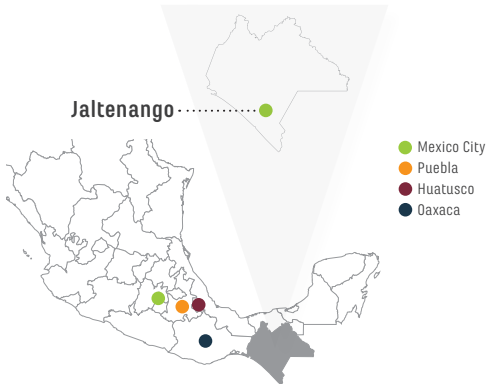 Jaltenango
Mexico City
Puebla
Huatusco
Oaxaca